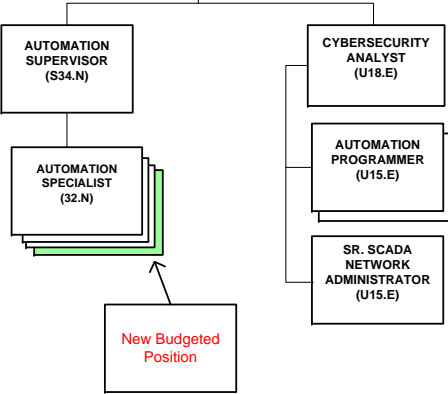 AUTOMATION
SUPERVISOR
(S34.N)
AUTOMATION
SPECIALIST
(32.N)
New Budgeted
Position
CYBERSECURITY
ANALYST
(U18.E)
AUTOMATION
PROGRAMMER
(U15.E)
SR. SCADA
NETWORK
ADMINISTRATOR
(U15.E)